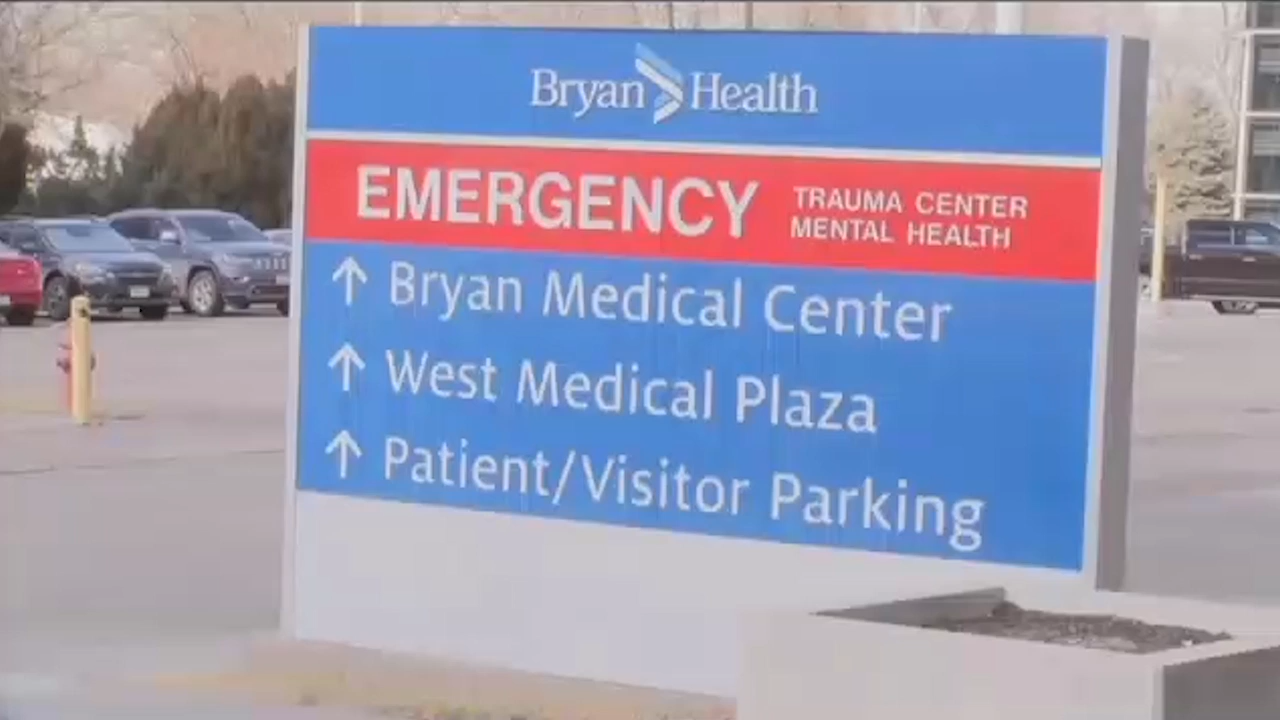 Bryan Health
EMERGENCY TRAUMA CENTER
MENTAL HEALTH
↑ Bryan Medical Center
↑ West Medical Plaza
↑ Patient/Visitor Parking